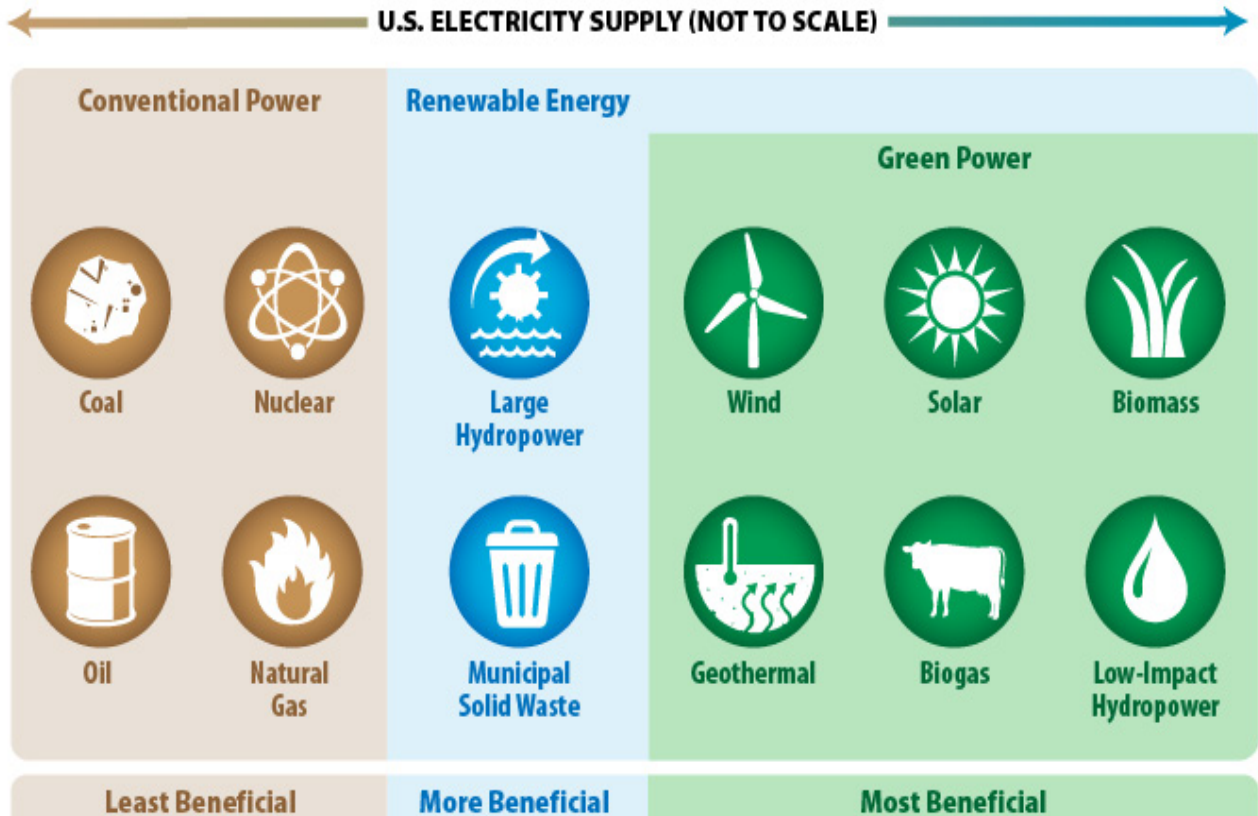 U.S. ELECTRICITY SUPPLY (NOT TO SCALE)
Conventional Power
Renewable Energy
Green Power
Coal
Nuclear
Large
Hydropower
Wind
Solar
Biomass
Oil
Natural
Gas
Municipal
Solid Waste
Geothermal
Biogas
Low-Impact
Hydropower
Least Beneficial
More Beneficial
Most Beneficial